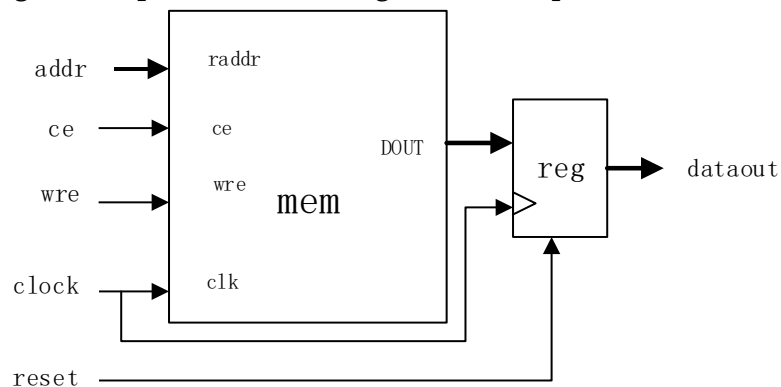 addr
raddr
ce
ce
DOUT
reg
dataout
wre
wre
mem
clock
clk
reset